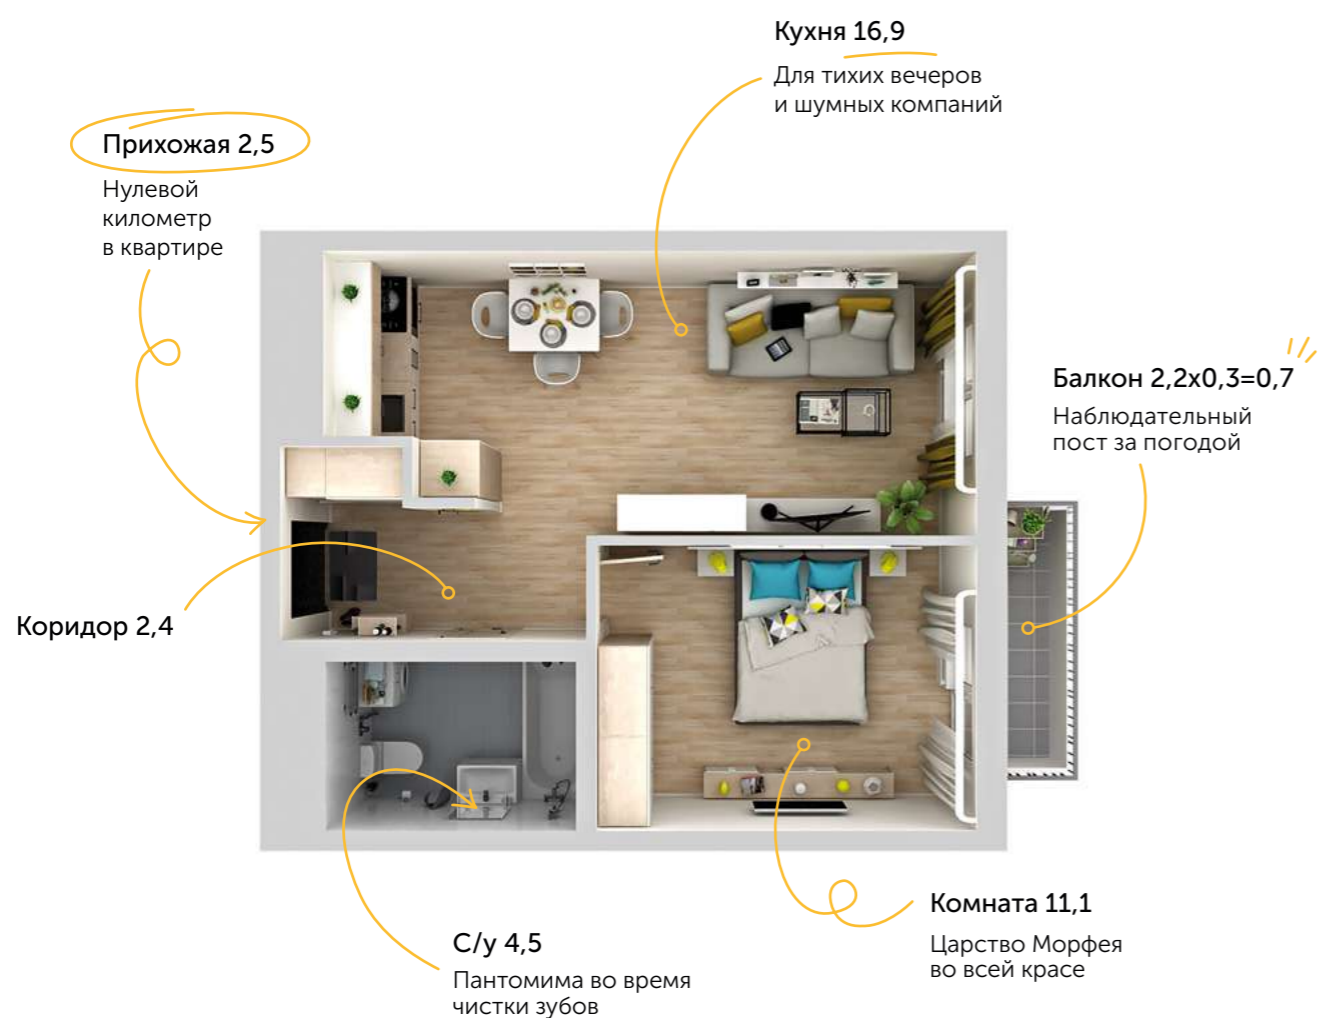 Кухня 16,9
Для тихих вечеров
и шумных компаний
Прихожая 2,5
Нулевой
километр
в квартире
Балкон 2,2х0,3=0,7
Наблюдательный
пост за погодой
Коридор 2,4
Комната 11,1
Царство Морфея
во всей красе
С/у 4,5
Пантомима во время
чистки зубов